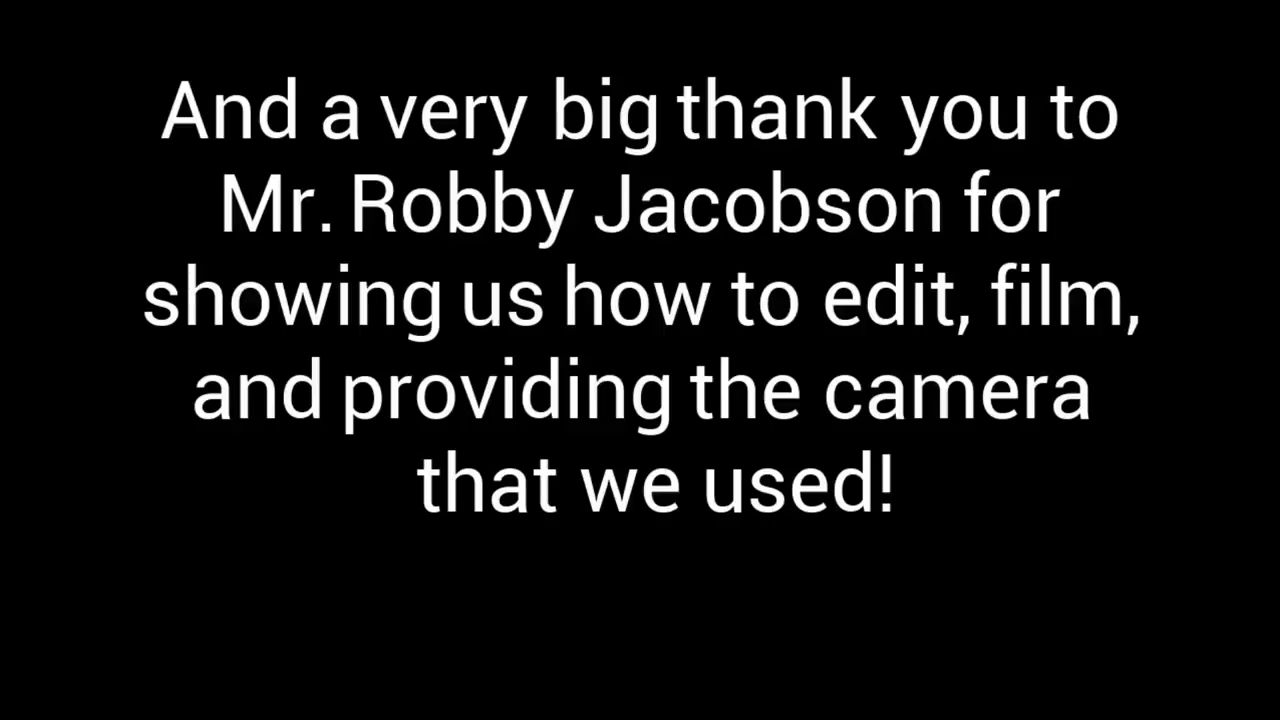 And a very big thank you to
Mr. Robby Jacobson for
showing us how to edit, film,
and providing the camera
that we used!